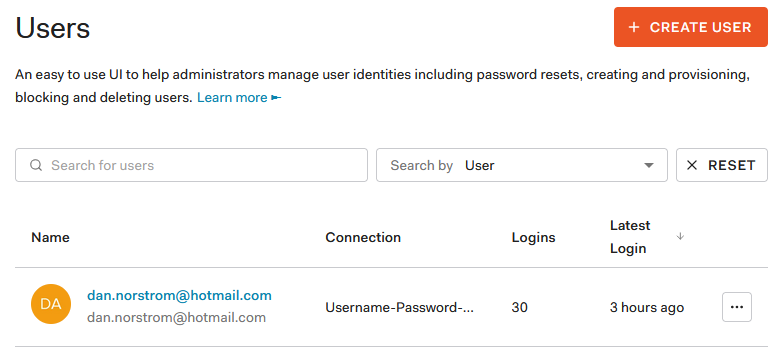 Users
+ CREATE USER
An easy to use UI to help administrators manage user identities including password resets, creating and provisioning,
blocking and deleting users. Learn more ►
Search for users
Search by User
✕ RESET
Name Connection Logins Latest Login ↓
DA
dan.norstrom@hotmail.com
dan.norstrom@hotmail.com
Username-Password-...
30
3 hours ago
...